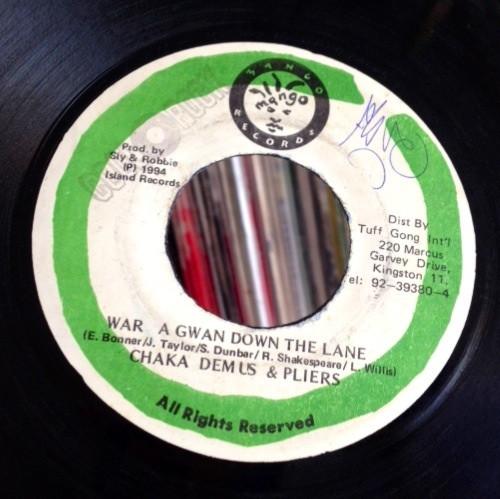 MANGO
mango
RECORDS
Prod. by
Sly & Robbie
(P) 1994
Island Records
Dist By
Tuff Gong Int'l
220 Marcus
Garvey Drive,
Kingston 11,
el: 92-39380-4
WAR A GWAN DOWN THE LANE
(E. Bonner/J. Taylor/S. Dunbar/R. Shakespeare/L. Willis)
CHAKA DEMUS & PLIERS
All Rights Reserved